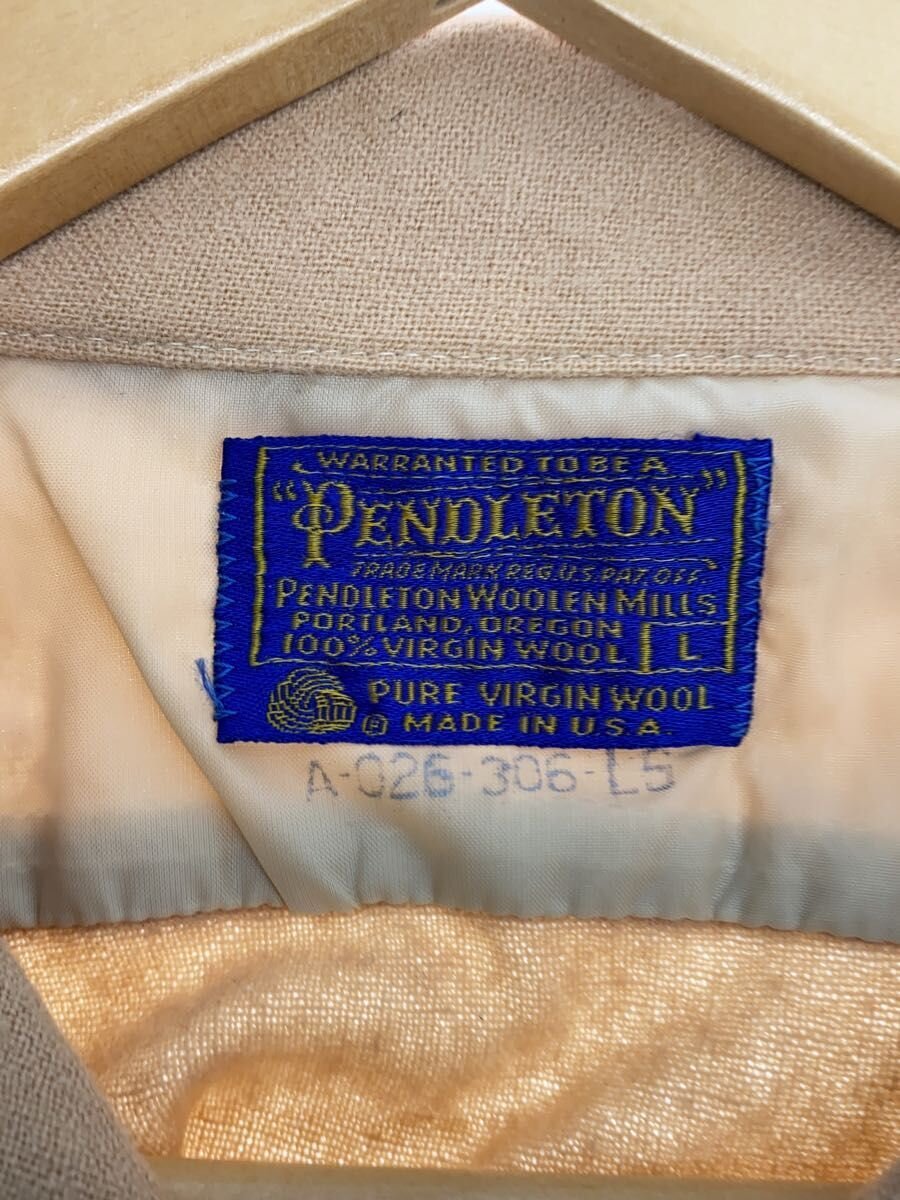 WARRANTED TO BE A
"PENDLETON"
TRADE MARK REG. U.S. PAT. OFF.
PENDLETON WOOLEN MILLS
PORTLAND, OREGON
100% VIRGIN WOOL L
PURE VIRGIN WOOL
® MADE IN U.S.A.
A-026-306-L5